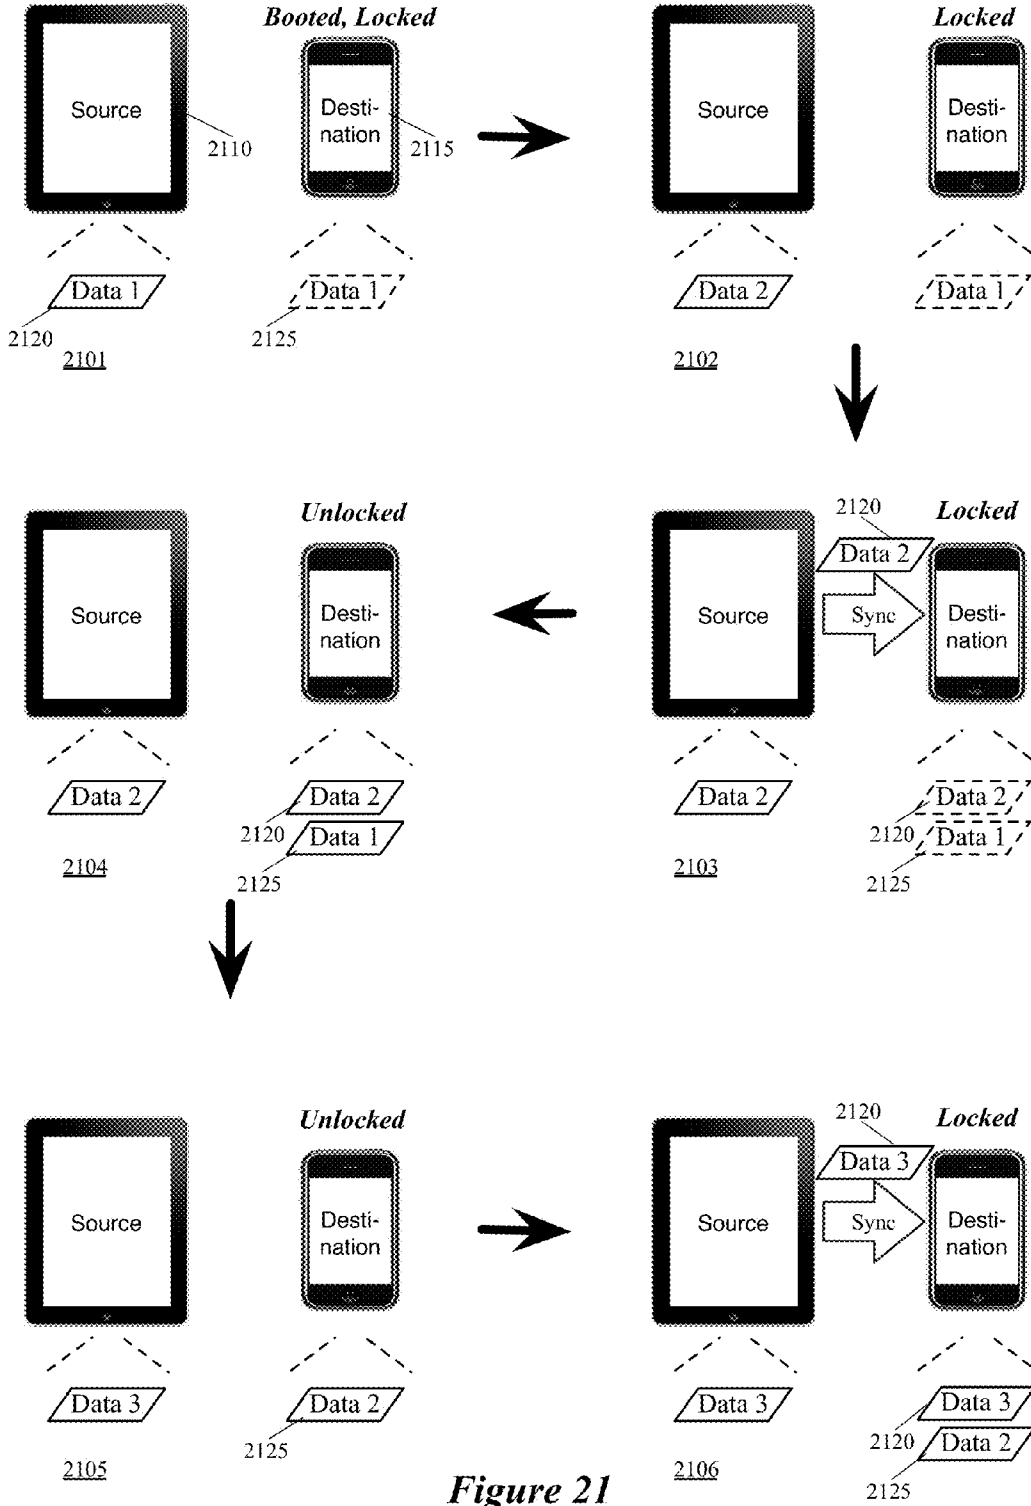 Booted, Locked
Source
Desti-
nation
2110
2115
Data 1
Data 1
2120
2125
2101
Locked
Source
Desti-
nation
Data 2
Data 1
2102
2120
Locked
Data 2
Source
Sync
Desti-
nation
Data 2
Data 2
2120
Data 1
2103
2125
Unlocked
Source
Desti-
nation
Data 2
Data 2
2120
Data 1
2104
2125
Unlocked
Source
Desti-
nation
Data 3
Data 2
2125
2105
2120
Locked
Data 3
Source
Sync
Desti-
nation
Data 3
Data 3
2120
Data 2
2106
2125
Figure 21